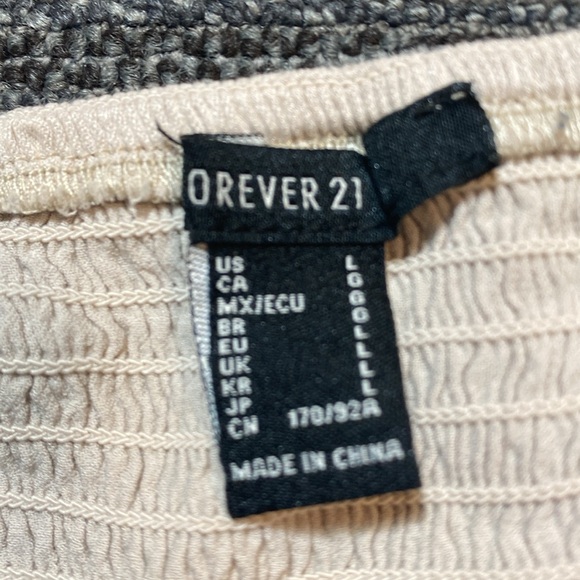 OREVER 21
US L
CA G
MX/ECU G
BR G
EU L
UK L
KR L
JP L
CN 170/92A
MADE IN CHINA